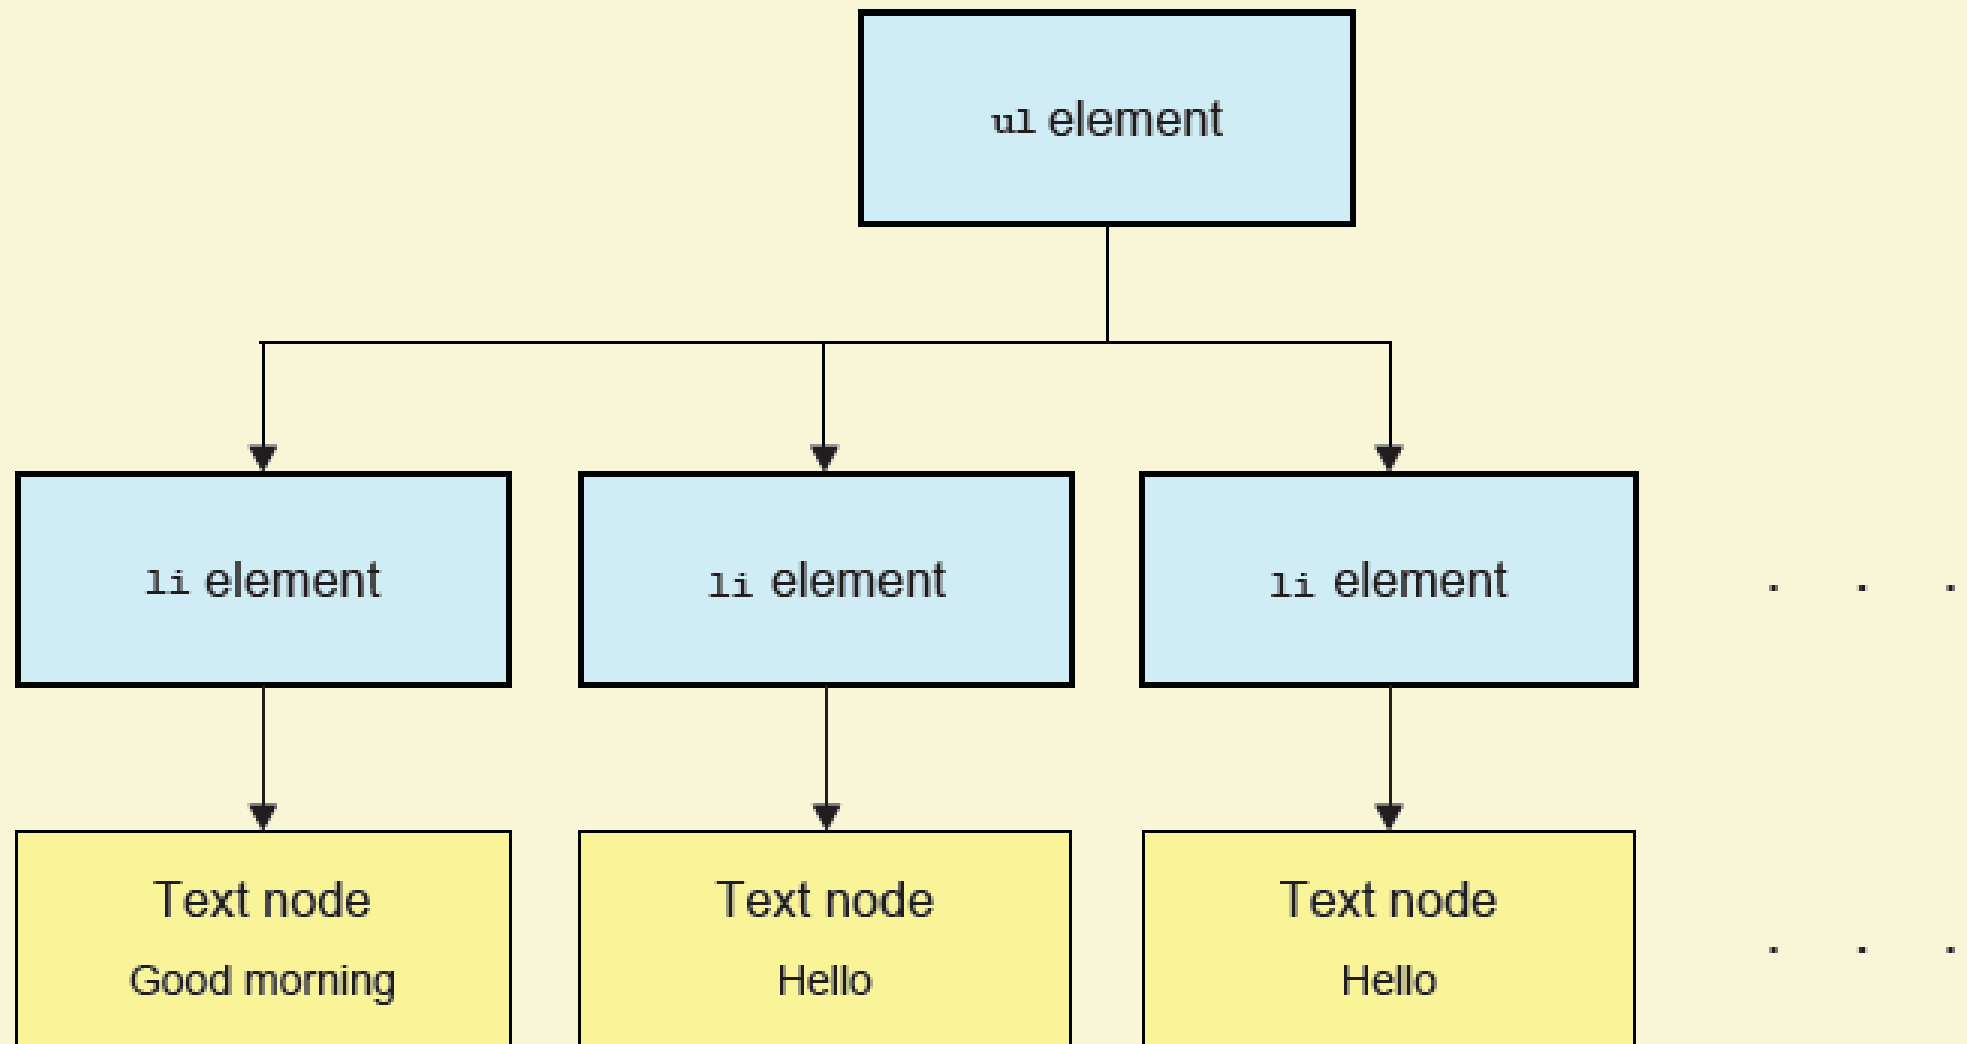 ul element
li element
li element
li element
. . .
Text node
Good morning
Text node
Hello
Text node
Hello
. . .